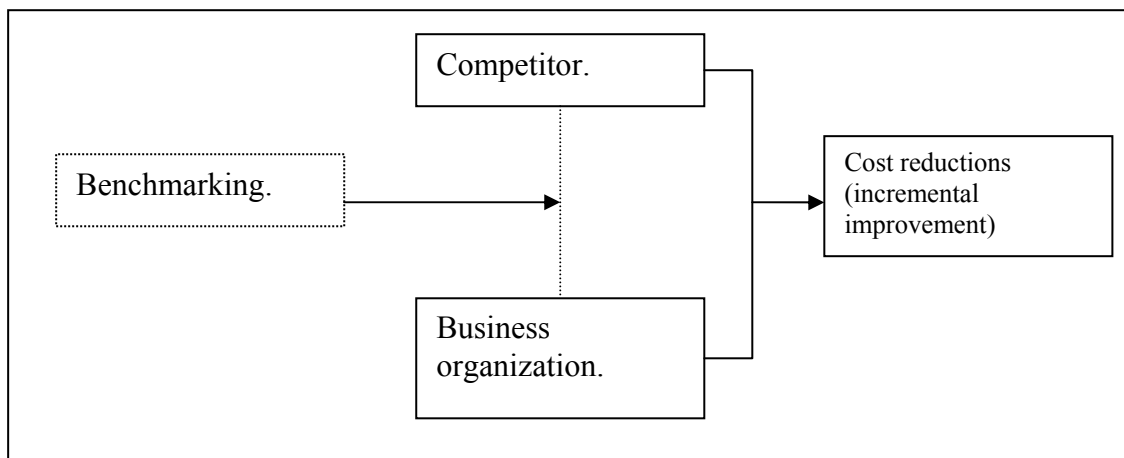 Competitor.
Benchmarking.
Cost reductions
(incremental
improvement)
Business
organization.